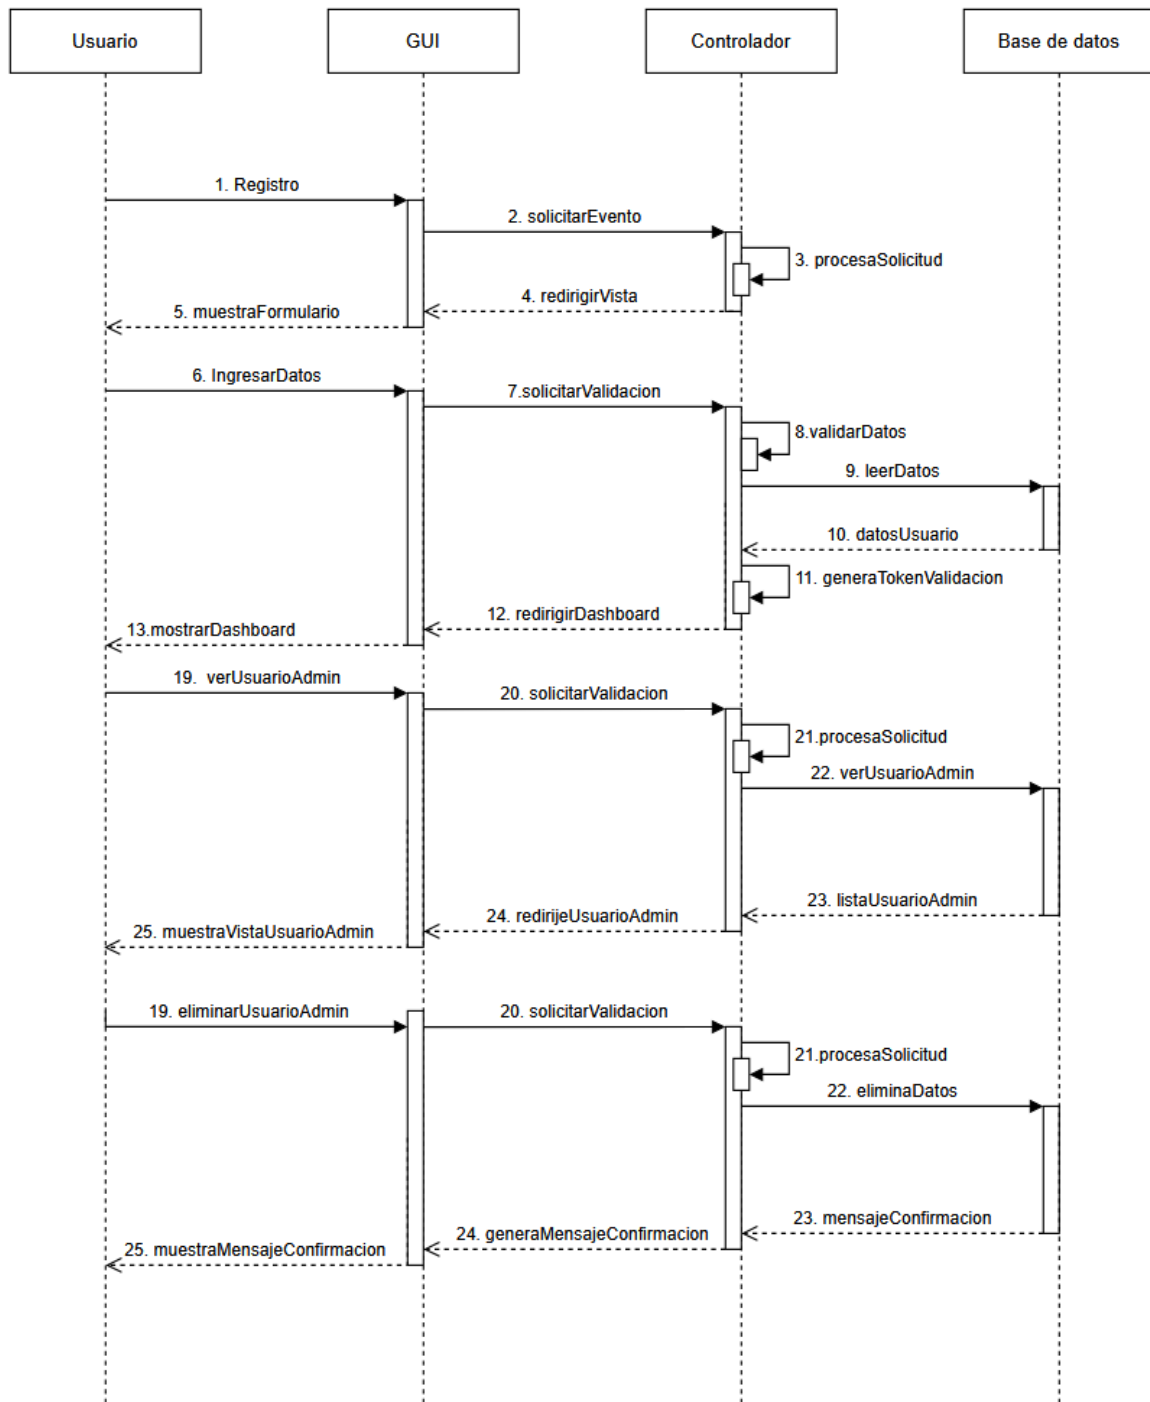 Usuario
GUI
Controlador
Base de datos
1. Registro
2. solicitarEvento
3. procesaSolicitud
4. redirigirVista
5. muestraFormulario
6. IngresarDatos
7.solicitarValidacion
8.validarDatos
9. leerDatos
10. datosUsuario
11. generaTokenValidacion
12. redirigirDashboard
13.mostrarDashboard
19. verUsuarioAdmin
20. solicitarValidacion
21.procesaSolicitud
22. verUsuarioAdmin
23. listaUsuarioAdmin
24. redirijeUsuarioAdmin
25. muestraVistaUsuarioAdmin
19. eliminarUsuarioAdmin
20. solicitarValidacion
21.procesaSolicitud
22. eliminaDatos
23. mensajeConfirmacion
24. generaMensajeConfirmacion
25. muestraMensajeConfirmacion